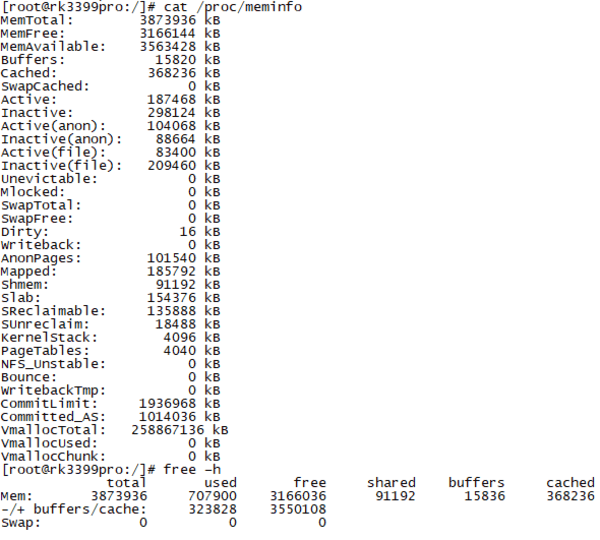 [root@rk3399pro:/]# cat /proc/meminfo
MemTotal: 3873936 kB
MemFree: 3166144 kB
MemAvailable: 3563428 kB
Buffers: 15820 kB
Cached: 368236 kB
SwapCached: 0 kB
Active: 187468 kB
Inactive: 298124 kB
Active(anon): 104068 kB
Inactive(anon): 88664 kB
Active(file): 83400 kB
Inactive(file): 209460 kB
Unevictable: 0 kB
Mlocked: 0 kB
SwapTotal: 0 kB
SwapFree: 0 kB
Dirty: 16 kB
Writeback: 0 kB
AnonPages: 101540 kB
Mapped: 185792 kB
Shmem: 91192 kB
Slab: 154376 kB
SReclaimable: 135888 kB
SUnreclaim: 18488 kB
KernelStack: 4096 kB
PageTables: 4040 kB
NFS_Unstable: 0 kB
Bounce: 0 kB
WritebackTmp: 0 kB
CommitLimit: 1936968 kB
Committed_AS: 1014036 kB
VmallocTotal: 258867136 kB
VmallocUsed: 0 kB
VmallocChunk: 0 kB
[root@rk3399pro:/]# free -h
total used free shared buffers cached
Mem: 3873936 707900 3166036 91192 15836 368236
-/+ buffers/cache: 323828 3550108
Swap: 0 0 0